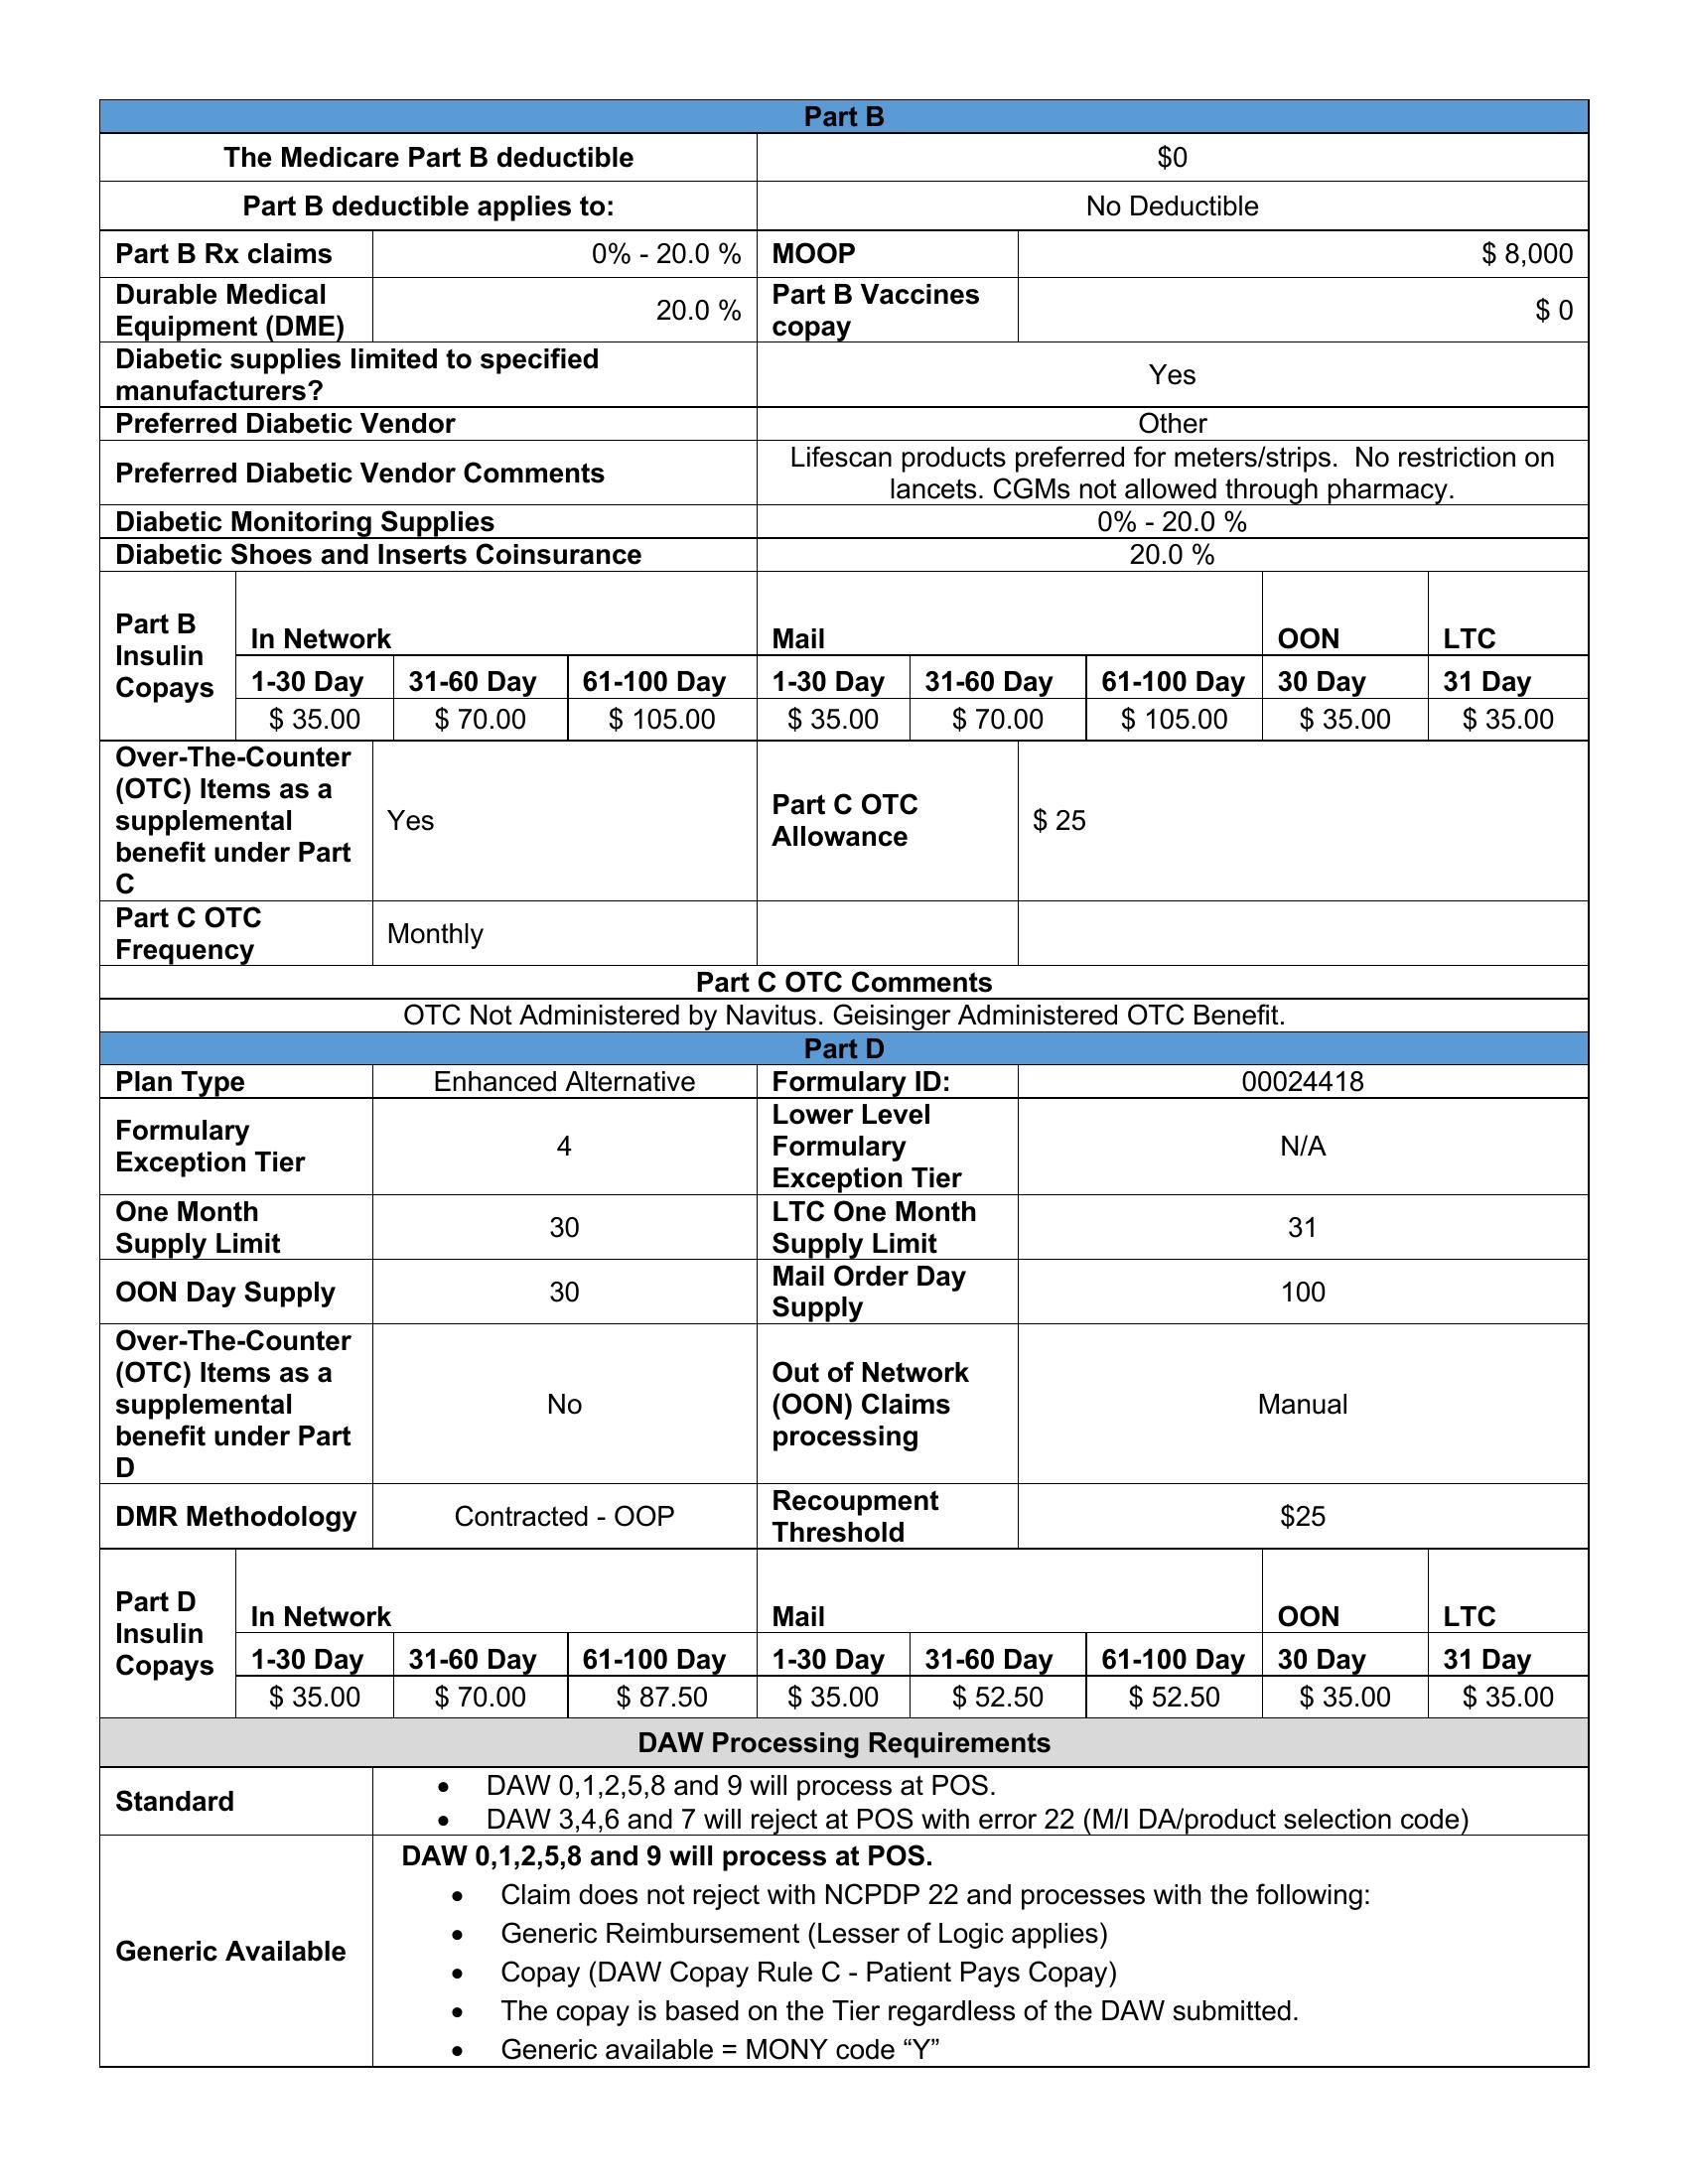 Part B
The Medicare Part B deductible $0
Part B deductible applies to: No Deductible
Part B Rx claims 0% - 20.0 % MOOP $ 8,000
Durable Medical
Equipment (DME) 20.0 % Part B Vaccines
copay $ 0
Diabetic supplies limited to specified
manufacturers? Yes
Preferred Diabetic Vendor Other
Preferred Diabetic Vendor Comments
Lifescan products preferred for meters/strips.  No restriction on
lancets. CGMs not allowed through pharmacy.
Diabetic Monitoring Supplies 0% - 20.0 %
Diabetic Shoes and Inserts Coinsurance 20.0 %
Part B
Insulin
Copays
In Network Mail OON LTC
1-30 Day 31-60 Day 61-100 Day 1-30 Day 31-60 Day 61-100 Day 30 Day 31 Day
$ 35.00 $ 70.00 $ 105.00 $ 35.00 $ 70.00 $ 105.00 $ 35.00 $ 35.00
Over-The-Counter
(OTC) Items as a
supplemental
benefit under Part
C
Yes
Part C OTC
Allowance
$ 25
Part C OTC
Frequency
Monthly
Part C OTC Comments
OTC Not Administered by Navitus. Geisinger Administered OTC Benefit.
Part D
Plan Type Enhanced Alternative Formulary ID: 00024418
Formulary
Exception Tier
4
Lower Level
Formulary
Exception Tier
N/A
One Month
Supply Limit
30
LTC One Month
Supply Limit
31
OON Day Supply 30
Mail Order Day
Supply
100
Over-The-Counter
(OTC) Items as a
supplemental
benefit under Part
D
No
Out of Network
(OON) Claims
processing
Manual
DMR Methodology Contracted - OOP
Recoupment
Threshold
$25
Part D
Insulin
Copays
In Network Mail OON LTC
1-30 Day 31-60 Day 61-100 Day 1-30 Day 31-60 Day 61-100 Day 30 Day 31 Day
$ 35.00 $ 70.00 $ 87.50 $ 35.00 $ 52.50 $ 52.50 $ 35.00 $ 35.00
DAW Processing Requirements
Standard
• DAW 0,1,2,5,8 and 9 will process at POS.
• DAW 3,4,6 and 7 will reject at POS with error 22 (M/I DA/product selection code)
Generic Available
DAW 0,1,2,5,8 and 9 will process at POS.
• Claim does not reject with NCPDP 22 and processes with the following:
• Generic Reimbursement (Lesser of Logic applies)
• Copay (DAW Copay Rule C - Patient Pays Copay)
• The copay is based on the Tier regardless of the DAW submitted.
• Generic available = MONY code “Y”